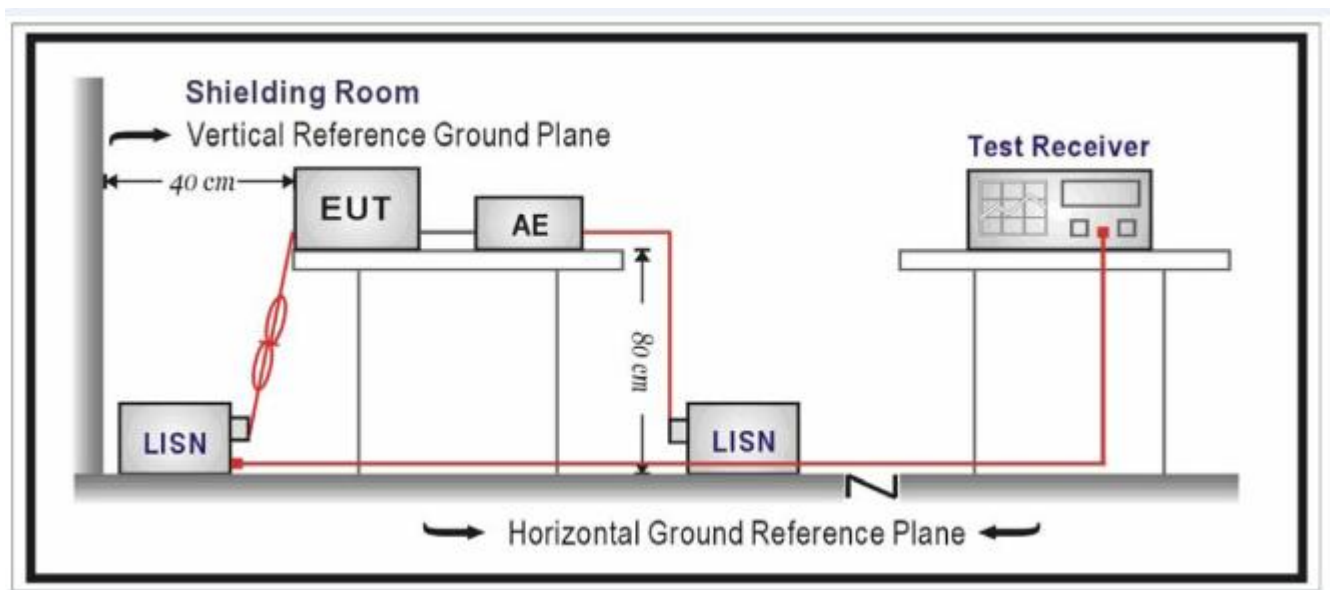 Shielding Room
Vertical Reference Ground Plane
Test Receiver
40 cm
EUT
AE
80 cm
LISN
LISN
Horizontal Ground Reference Plane